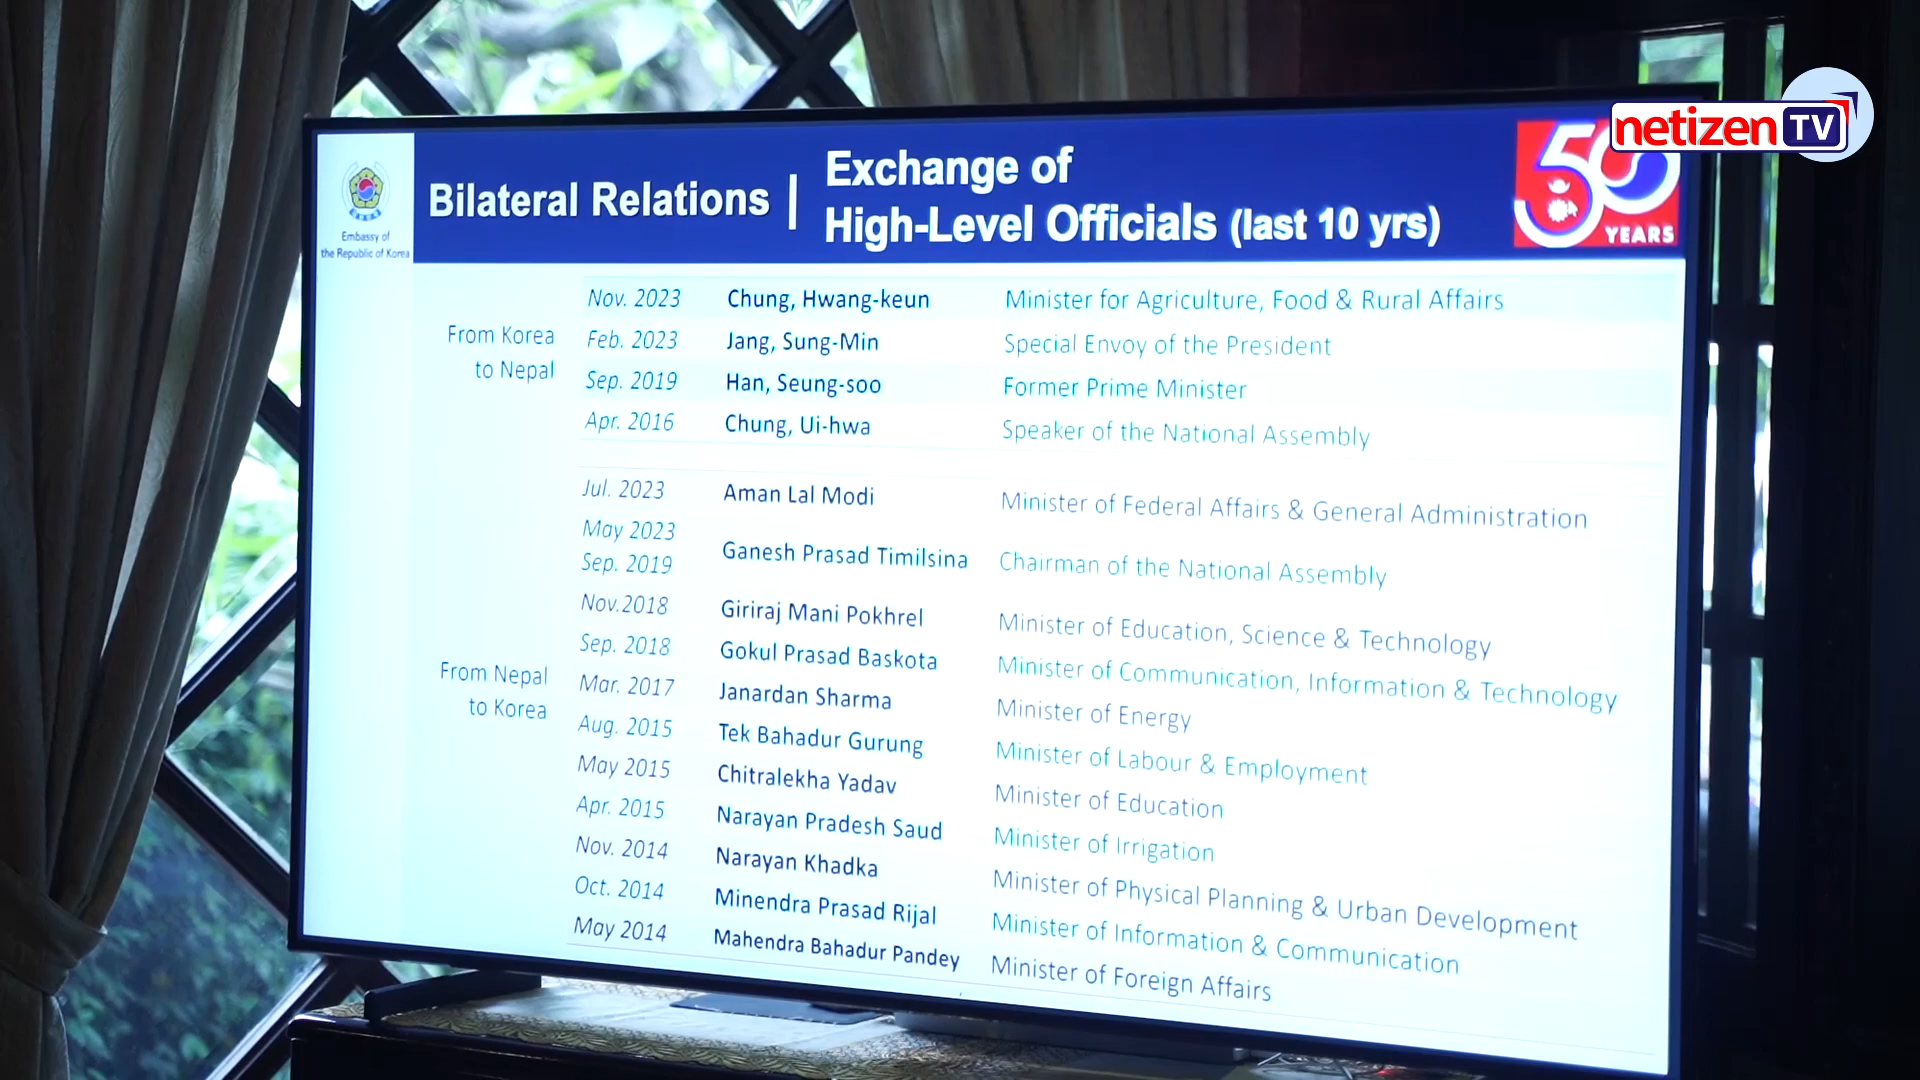 netizen TV
Embassy of
the Republic of Korea
Bilateral Relations |
Exchange of
High-Level Officials (last 10 yrs)
50
YEARS
From Korea
to Nepal
Nov. 2023 Chung, Hwang-keun Minister for Agriculture, Food & Rural Affairs
Feb. 2023 Jang, Sung-Min Special Envoy of the President
Sep. 2019 Han, Seung-soo Former Prime Minister
Apr. 2016 Chung, Ui-hwa Speaker of the National Assembly
From Nepal
to Korea
Jul. 2023 Aman Lal Modi Minister of Federal Affairs & General Administration
May 2023
Sep. 2019 Ganesh Prasad Timilsina Chairman of the National Assembly
Nov.2018 Giriraj Mani Pokhrel Minister of Education, Science & Technology
Sep. 2018 Gokul Prasad Baskota Minister of Communication, Information & Technology
Mar. 2017 Janardan Sharma Minister of Energy
Aug. 2015 Tek Bahadur Gurung Minister of Labour & Employment
May 2015 Chitralekha Yadav Minister of Education
Apr. 2015 Narayan Pradesh Saud Minister of Irrigation
Nov. 2014 Narayan Khadka Minister of Physical Planning & Urban Development
Oct. 2014 Minendra Prasad Rijal Minister of Information & Communication
May 2014 Mahendra Bahadur Pandey Minister of Foreign Affairs